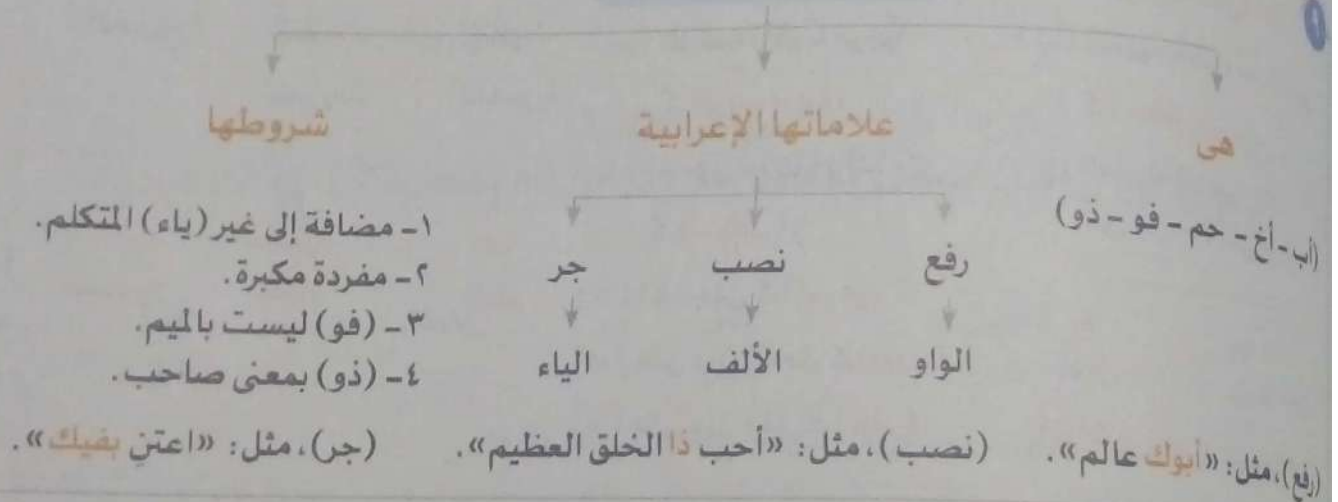 هى
علاماتها الإعرابية
شروطها
(أب - أخ - حم - فو - ذو)
رفع
نصب
جر
الواو
الألف
الياء
١- مضافة إلى غير (ياء) المتكلم.
٢- مفردة مكبرة.
٣- (فو) ليست بالميم.
٤- (ذو) بمعنى صاحب.
(رفع)، مثل: «أبوك عالم». (نصب)، مثل: «أحب ذا الخلق العظيم». (جر)، مثل: «اعتنِ بفيك».